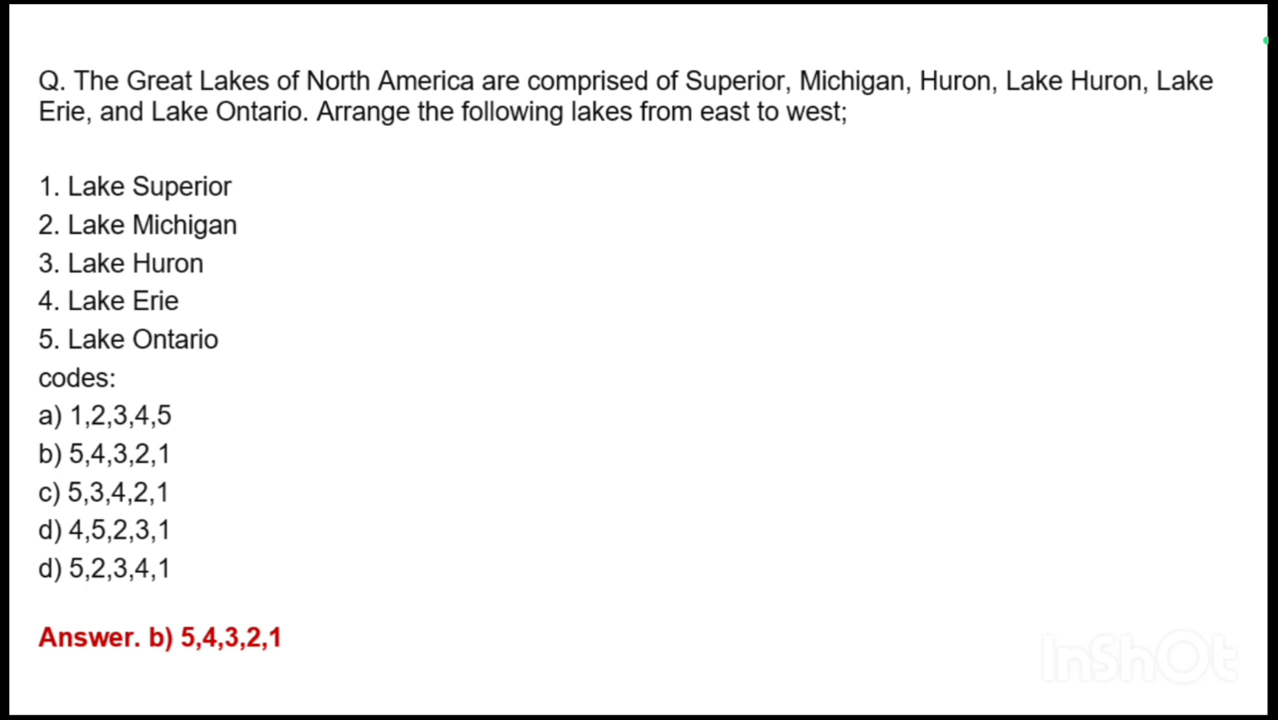 Q. The Great Lakes of North America are comprised of Superior, Michigan, Huron, Lake Huron, Lake
Erie, and Lake Ontario. Arrange the following lakes from east to west;
1. Lake Superior
2. Lake Michigan
3. Lake Huron
4. Lake Erie
5. Lake Ontario
codes:
a) 1,2,3,4,5
b) 5,4,3,2,1
c) 5,3,4,2,1
d) 4,5,2,3,1
d) 5,2,3,4,1
Answer. b) 5,4,3,2,1
InShOt